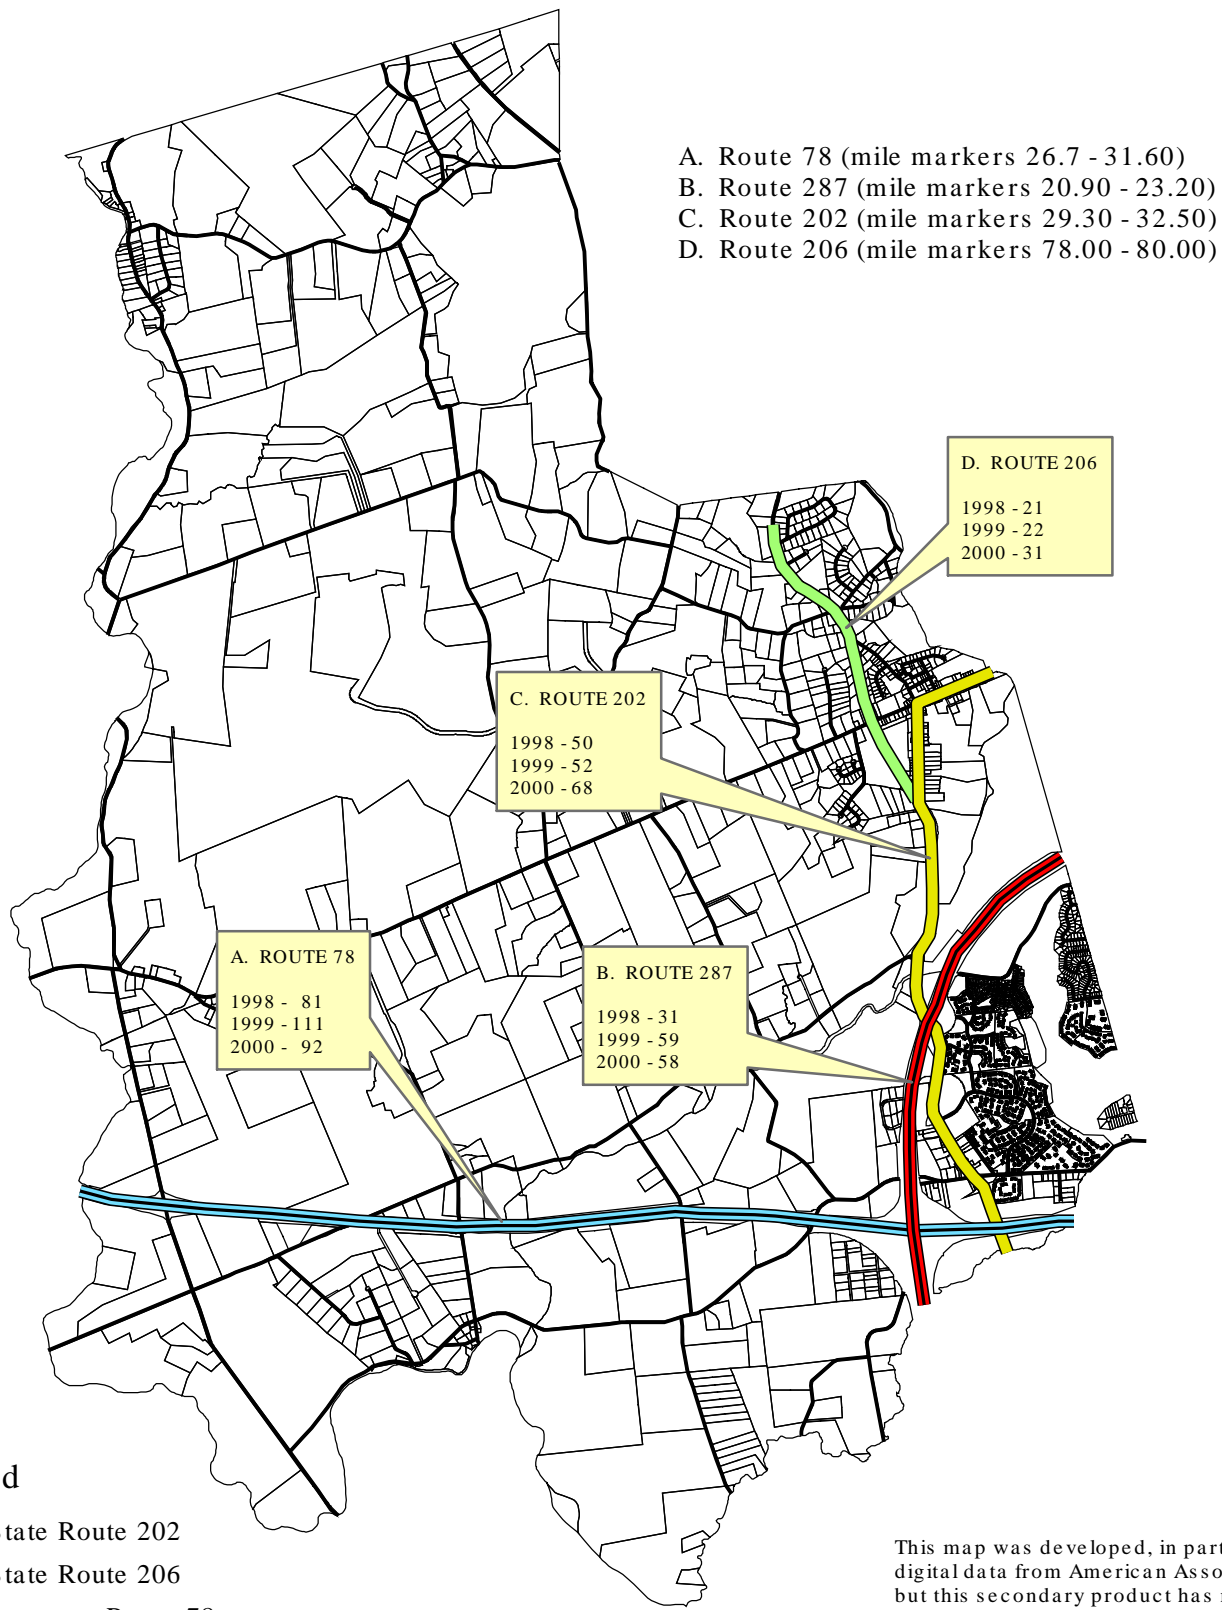 A. Route 78 (mile markers 26.7 - 31.60)
B. Route 287 (mile markers 20.90 - 23.20)
C. Route 202 (mile markers 29.30 - 32.50)
D. Route 206 (mile markers 78.00 - 80.00)
D. ROUTE 206
1998 - 21
1999 - 22
2000 - 31
C. ROUTE 202
1998 - 50
1999 - 52
2000 - 68
A. ROUTE 78
1998 - 81
1999 - 111
2000 - 92
B. ROUTE 287
1998 - 31
1999 - 59
2000 - 58
d
tate Route 202
tate Route 206
This map was developed, in part
digital data from American Asso
but this secondary product has